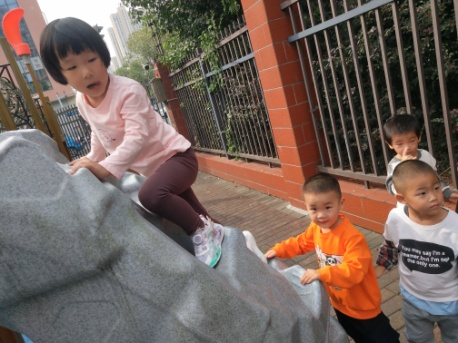 You may say I'm a
dreamer,but I'm not
the only one.